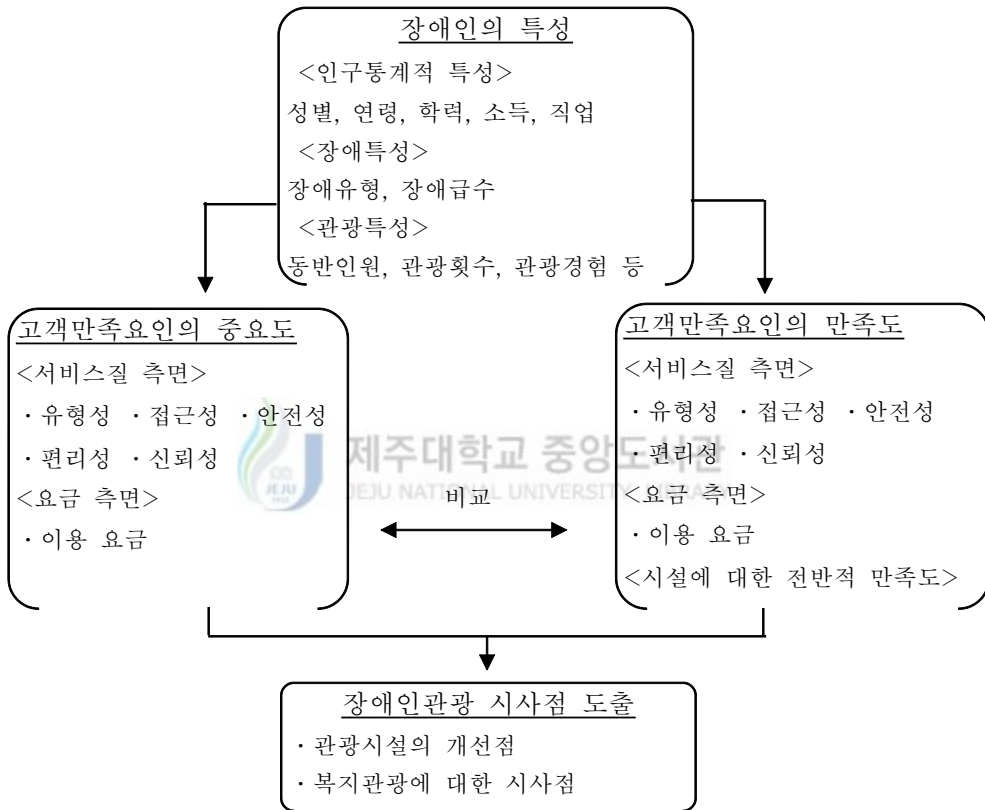 장애인의 특성
<인구통계적 특성>
성별, 연령, 학력, 소득, 직업
<장애특성>
장애유형, 장애급수
<관광특성>
동반인원, 관광횟수, 관광경험 등
고객만족요인의 중요도
<서비스질 측면>
· 유형성 · 접근성 · 안전성
· 편리성 · 신뢰성
<요금 측면>
· 이용 요금
비교
고객만족요인의 만족도
<서비스질 측면>
· 유형성 · 접근성 · 안전성
· 편리성 · 신뢰성
<요금 측면>
· 이용 요금
<시설에 대한 전반적 만족도>
제주대학교 중앙도서관
JEJU NATIONAL UNIVERSITY LIBRARY
JEJU
1952
장애인관광 시사점 도출
· 관광시설의 개선점
· 복지관광에 대한 시사점